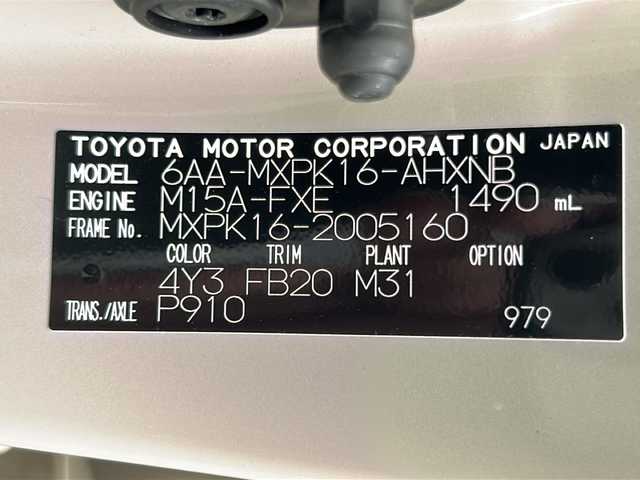 TOYOTA MOTOR CORPORATION JAPAN
MODEL 6AA-MXPK16-AHXNB
ENGINE M15A-FXE 1490 mL
FRAME No. MXPK16-2005160
COLOR TRIM PLANT OPTION
4Y3 FB20 M31
TRANS./AXLE P910 979